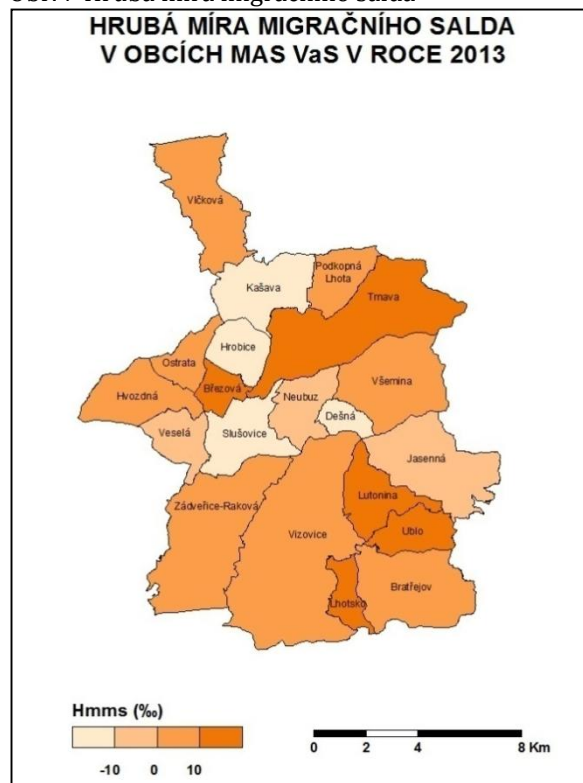 HRUBÁ MÍRA MIGRAČNÍHO SALDA
V OBCÍCH MAS VaS V ROCE 2013
Vlčková
Kašava
Podkopná
Lhota
Trnava
Hrobice
Ostrata
Březová
Hvozdná
Neubuz
Všemina
Dešná
Veselá
Slušovice
Jasenná
Lutonina
Zádveřice-Raková
Ublo
Vizovice
Bratřejov
Lhotsko
Hmms (‰)
-10 0 10
0 2 4 8 Km